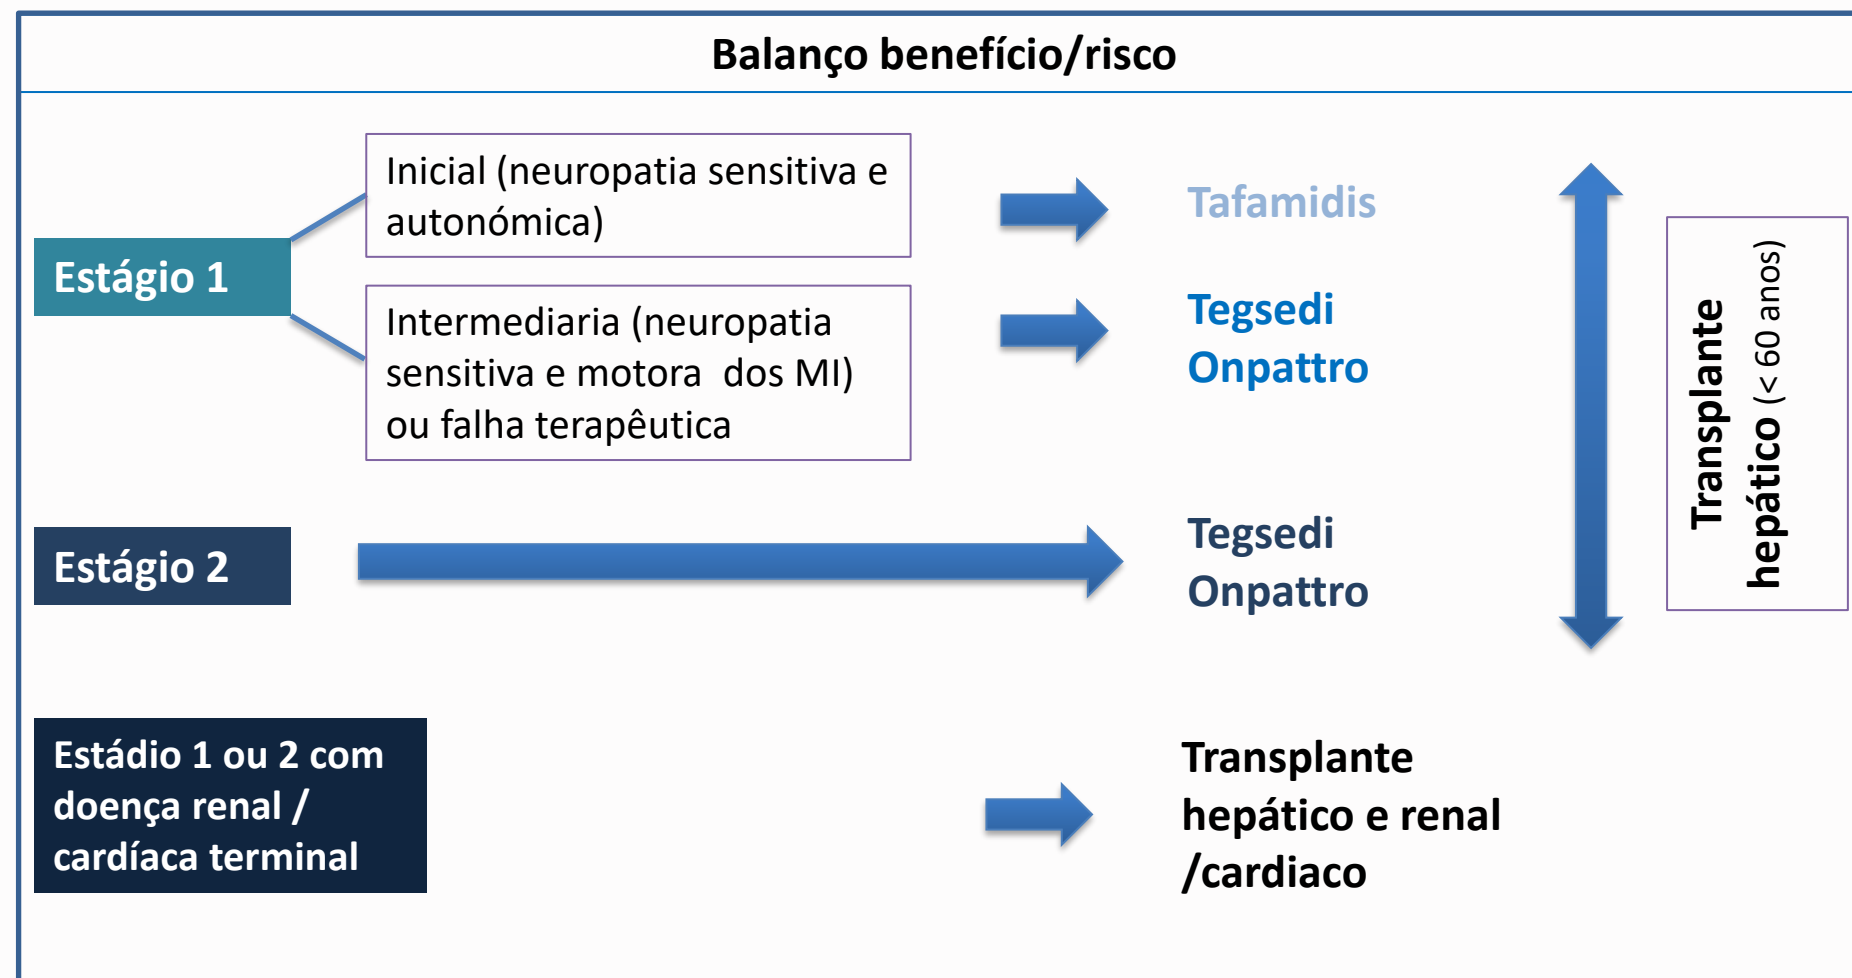 Balanço benefício/risco
Estágio 1
Inicial (neuropatia sensitiva e
autonómica)
Tafamidis
Intermediaria (neuropatia
sensitiva e motora  dos MI)
ou falha terapêutica
Tegsedi
Onpattro
Estágio 2
Tegsedi
Onpattro
Transplante
hepático (< 60 anos)
Estádio 1 ou 2 com
doença renal /
cardíaca terminal
Transplante
hepático e renal
/cardiaco